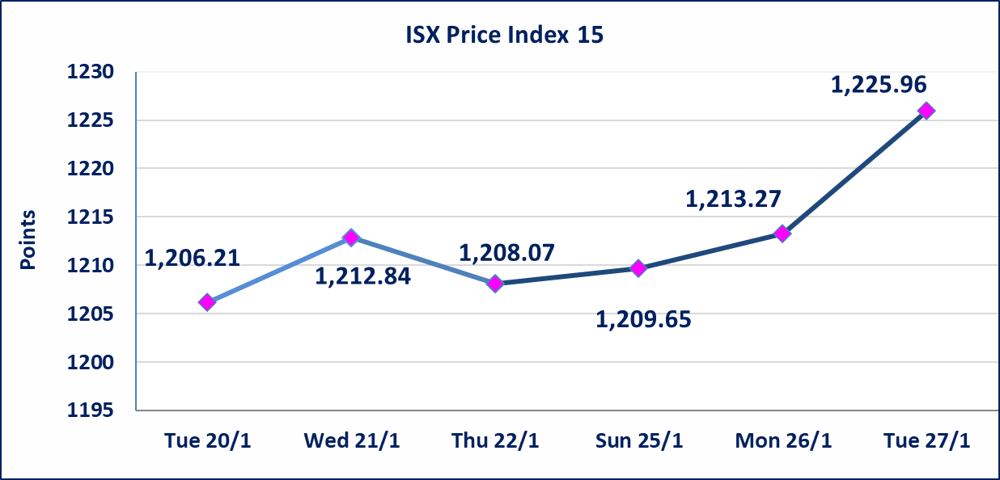 ISX Price Index 15
1230
1225
1220
1215
1210
1205
1200
1195
Points
1,206.21
1,212.84
1,208.07
1,209.65
1,213.27
1,225.96
Tue 20/1
Wed 21/1
Thu 22/1
Sun 25/1
Mon 26/1
Tue 27/1